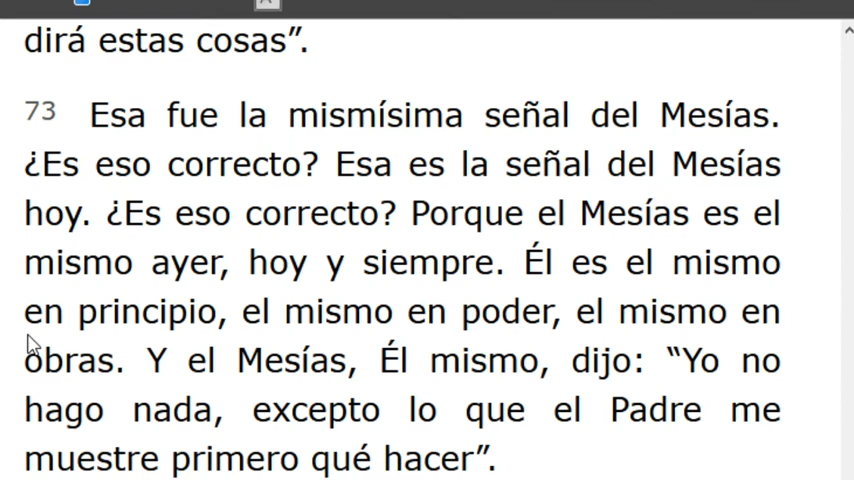 dirá estas cosas”.
73 Esa fue la mismísima señal del Mesías.
¿Es eso correcto? Esa es la señal del Mesías
hoy. ¿Es eso correcto? Porque el Mesías es el
mismo ayer, hoy y siempre. Él es el mismo
en principio, el mismo en poder, el mismo en
obras. Y el Mesías, Él mismo, dijo: “Yo no
hago nada, excepto lo que el Padre me
muestre primero qué hacer”.